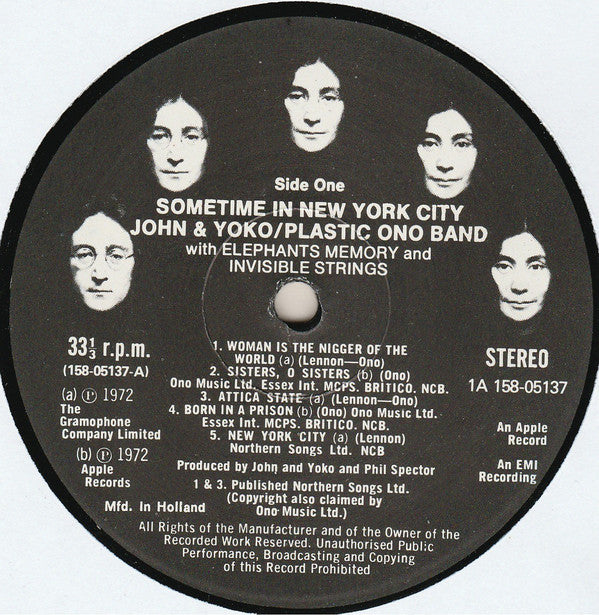 Side One
SOMETIME IN NEW YORK CITY
JOHN & YOKO/PLASTIC ONO BAND
with ELEPHANTS MEMORY and
INVISIBLE STRINGS
33⅓ r.p.m.
(158-05137-A)
(a) ℗ 1972
The
Gramophone
Company Limited
(b) ℗ 1972
Apple
Records
Mfd. In Holland
1. WOMAN IS THE NIGGER OF THE
WORLD (a) (Lennon—Ono)
2. SISTERS, O SISTERS (b) (Ono)
Ono Music Ltd. Essex Int. MCPS. BRITICO. NCB.
3. ATTICA STATE (a) (Lennon—Ono)
4. BORN IN A PRISON (b) (Ono) Ono Music Ltd.
Essex Int. MCPS. BRITICO. NCB.
5. NEW YORK CITY (a) (Lennon)
Northern Songs Ltd. NCB
Produced by John and Yoko and Phil Spector
1 & 3. Published Northern Songs Ltd.
(Copyright also claimed by
Ono Music Ltd.)
STEREO
1A 158-05137
An Apple
Record
An EMI
Recording
All Rights of the Manufacturer and of the Owner of the
Recorded Work Reserved. Unauthorised Public
Performance, Broadcasting and Copying
of this Record Prohibited